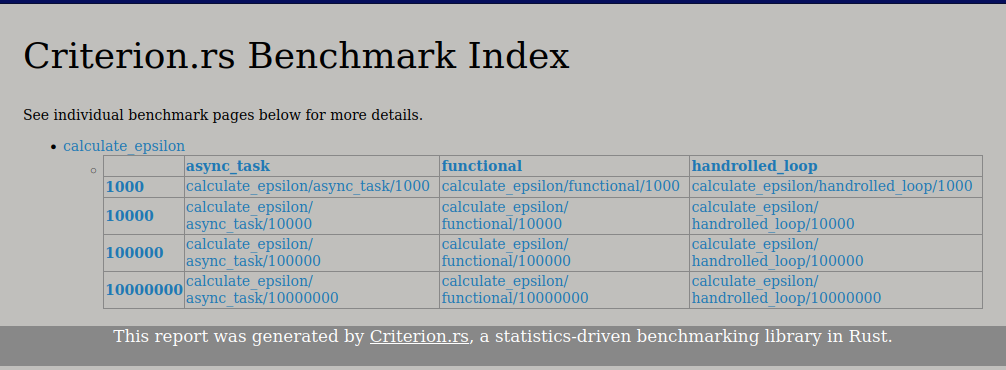 Criterion.rs Benchmark Index
See individual benchmark pages below for more details.
calculate_epsilon
async_task functional handrolled_loop
1000 calculate_epsilon/async_task/1000 calculate_epsilon/functional/1000 calculate_epsilon/handrolled_loop/1000
10000 calculate_epsilon/ async_task/10000 calculate_epsilon/ functional/10000 calculate_epsilon/ handrolled_loop/10000
100000 calculate_epsilon/ async_task/100000 calculate_epsilon/ functional/100000 calculate_epsilon/ handrolled_loop/100000
10000000 calculate_epsilon/ async_task/10000000 calculate_epsilon/ functional/10000000 calculate_epsilon/ handrolled_loop/10000000
This report was generated by Criterion.rs, a statistics-driven benchmarking library in Rust.